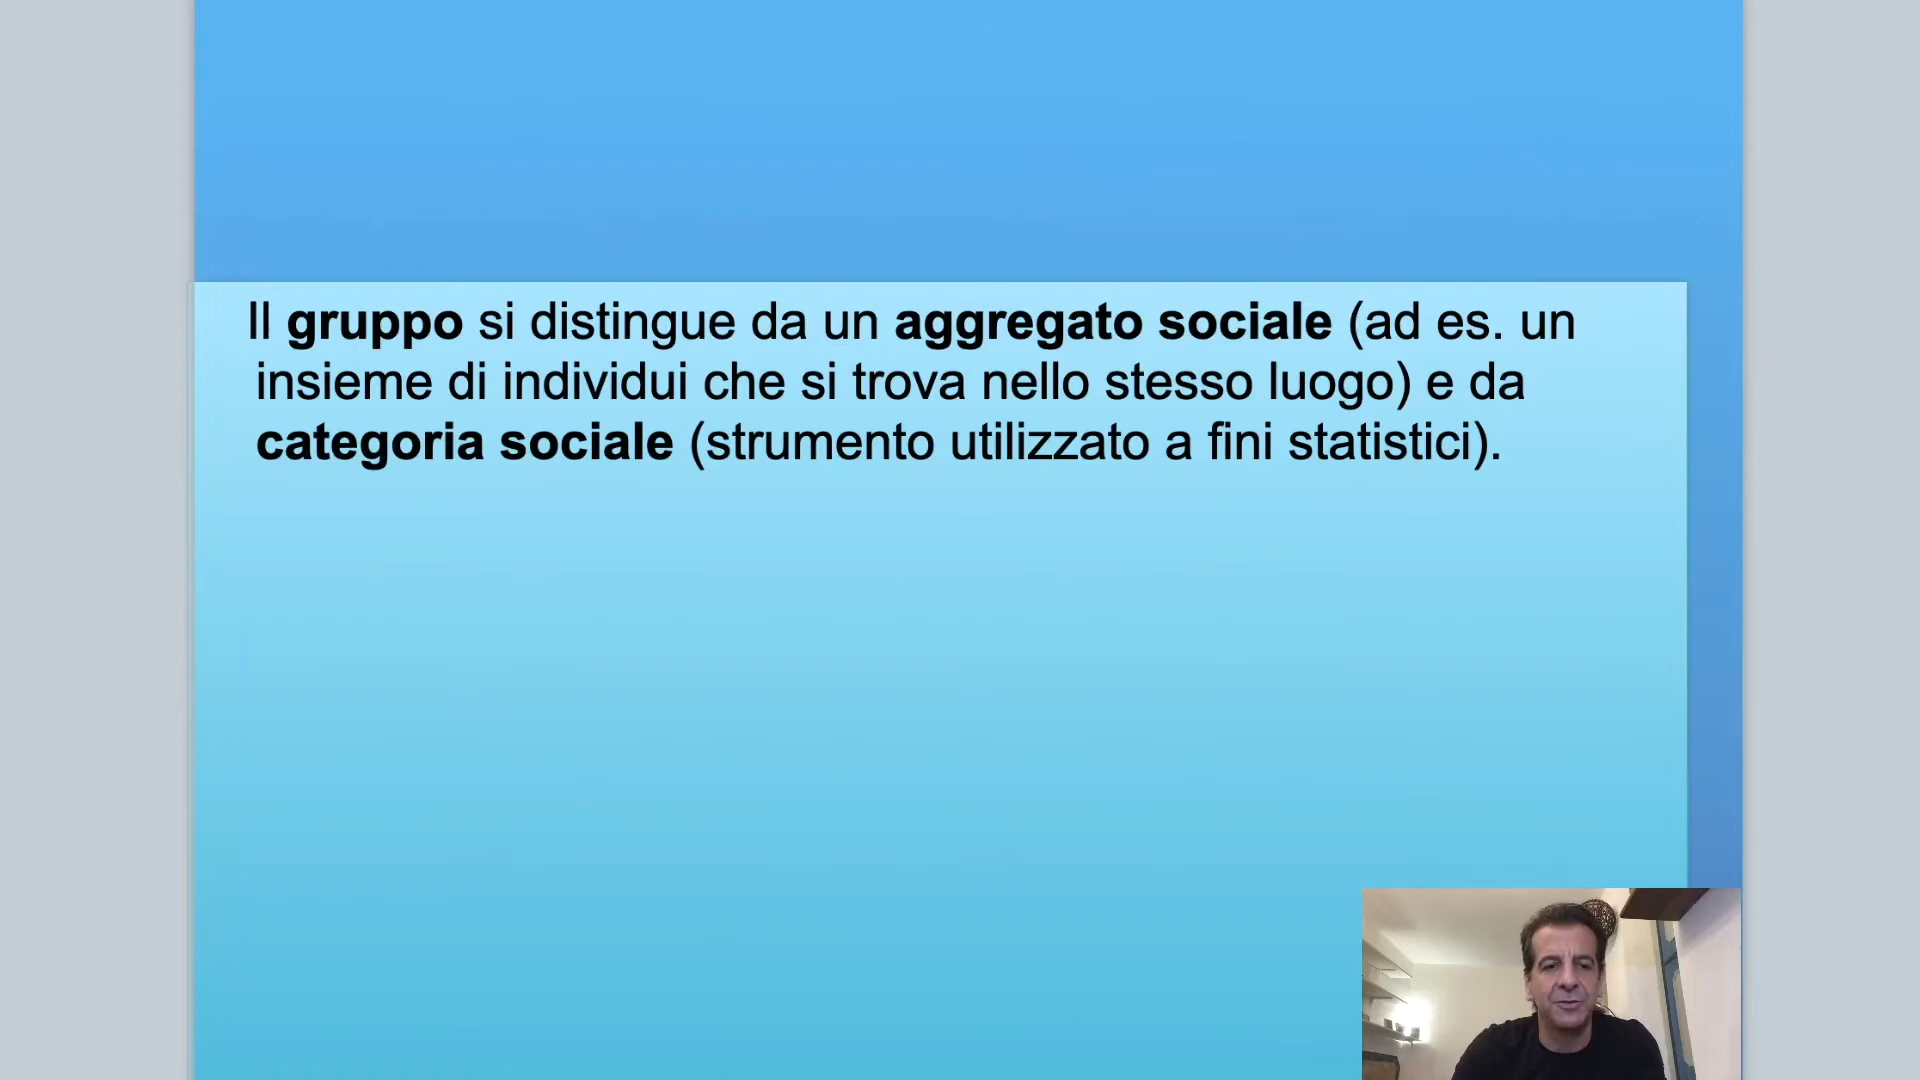 Il gruppo si distingue da un aggregato sociale (ad es. un
insieme di individui che si trova nello stesso luogo) e da
categoria sociale (strumento utilizzato a fini statistici).